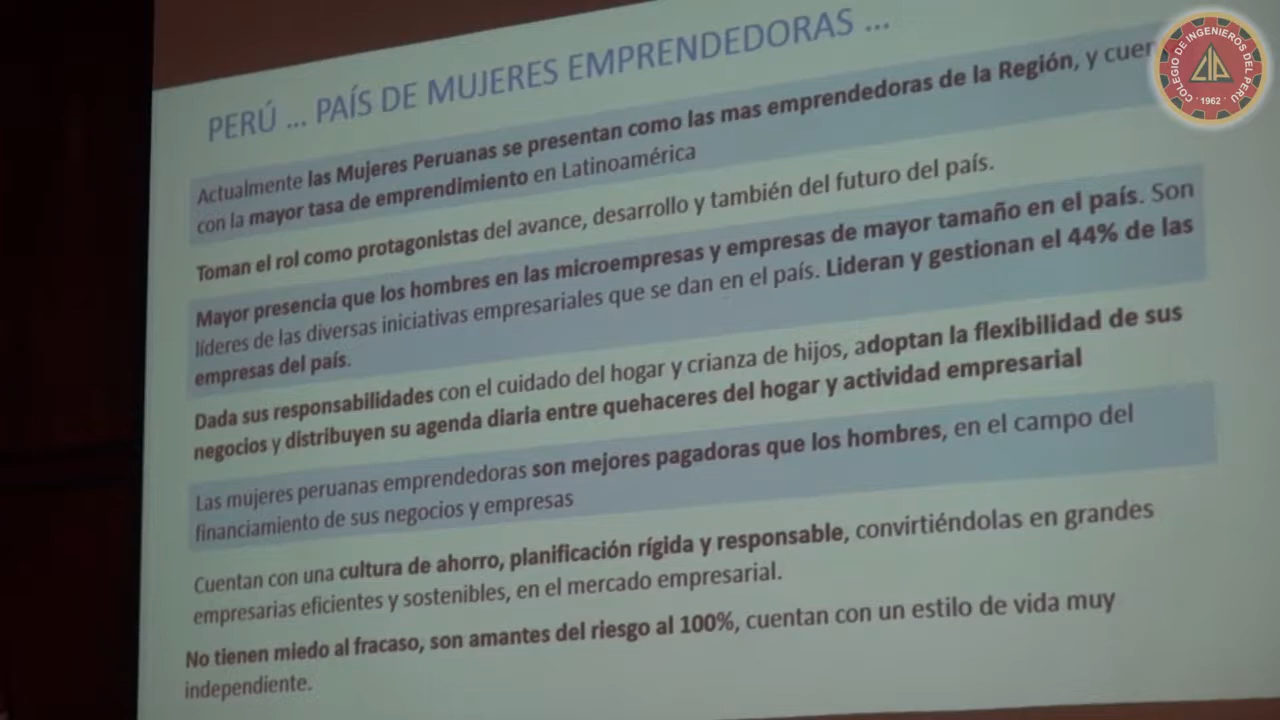 PERÚ ... PAÍS DE MUJERES EMPRENDEDORAS ...
Actualmente las Mujeres Peruanas se presentan como las mas emprendedoras de la Región, y
con la mayor tasa de emprendimiento en Latinoamérica
Toman el rol como protagonistas del avance, desarrollo y también del futuro del país.
Mayor presencia que los hombres en las microempresas y empresas de mayor tamaño en el país. Son
líderes de las diversas iniciativas empresariales que se dan en el país. Lideran y gestionan el 44% de las
empresas del país.
Dada sus responsabilidades con el cuidado del hogar y crianza de hijos, adoptan la flexibilidad de sus
negocios y distribuyen su agenda diaria entre quehaceres del hogar y actividad empresarial
Las mujeres peruanas emprendedoras son mejores pagadoras que los hombres, en el campo del
financiamiento de sus negocios y empresas
Cuentan con una cultura de ahorro, planificación rígida y responsable, convirtiéndolas en grandes
empresarias eficientes y sostenibles, en el mercado empresarial.
No tienen miedo al fracaso, son amantes del riesgo al 100%, cuentan con un estilo de vida muy
independiente.
COLEGIO DE INGENIEROS DEL PERU
CIP
· 1962 ·